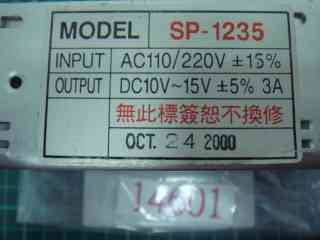 MODEL SP-1235
INPUT AC110/220V ±15%
OUTPUT DC10V~15V ±5% 3A
無此標簽恕不換修
OCT. 24 2000
14601